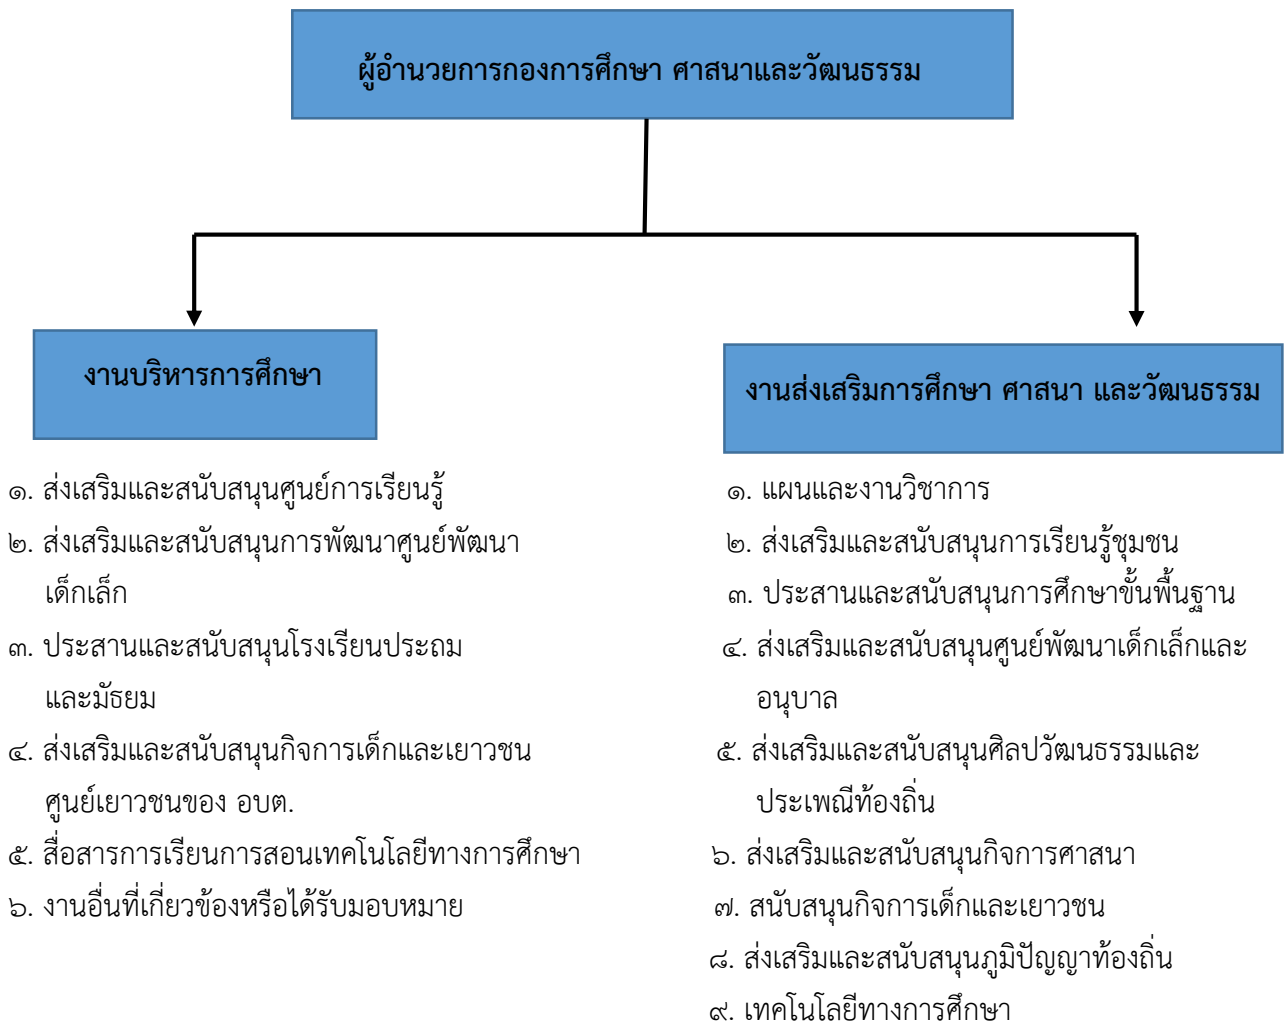 ผู้อำนวยการกองการศึกษา ศาสนาและวัฒนธรรม
งานบริหารการศึกษา
๑. ส่งเสริมและสนับสนุนศูนย์การเรียนรู้
๒. ส่งเสริมและสนับสนุนการพัฒนาศูนย์พัฒนา
เด็กเล็ก
๓. ประสานและสนับสนุนโรงเรียนประถม
และมัธยม
๔. ส่งเสริมและสนับสนุนกิจการเด็กและเยาวชน
ศูนย์เยาวชนของ อบต.
๕. สื่อสารการเรียนการสอนเทคโนโลยีทางการศึกษา
๖. งานอื่นที่เกี่ยวข้องหรือได้รับมอบหมาย
งานส่งเสริมการศึกษา ศาสนา และวัฒนธรรม
๑. แผนและงานวิชาการ
๒. ส่งเสริมและสนับสนุนการเรียนรู้ชุมชน
๓. ประสานและสนับสนุนการศึกษาขั้นพื้นฐาน
๔. ส่งเสริมและสนับสนุนศูนย์พัฒนาเด็กเล็กและ
อนุบาล
๕. ส่งเสริมและสนับสนุนศิลปวัฒนธรรมและ
ประเพณีท้องถิ่น
๖. ส่งเสริมและสนับสนุนกิจการศาสนา
๗. สนับสนุนกิจการเด็กและเยาวชน
๘. ส่งเสริมและสนับสนุนภูมิปัญญาท้องถิ่น
๙. เทคโนโลยีทางการศึกษา